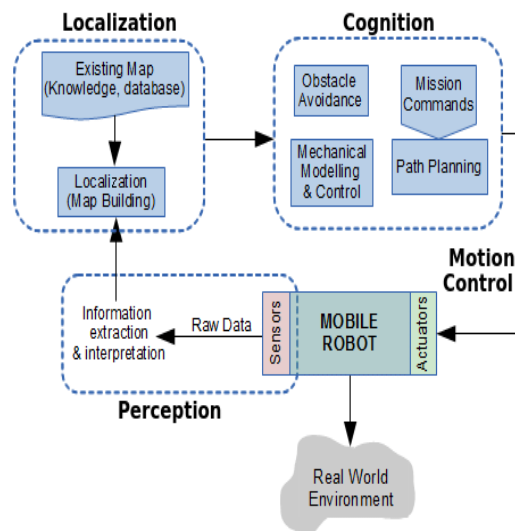 Localization
Existing Map
(Knowledge, database)
Localization
(Map Building)
Cognition
Obstacle
Avoidance
Mission
Commands
Mechanical
Modelling
& Control
Path Planning
Motion
Control
Information
extraction
& interpretation
Raw Data
Sensors
MOBILE
ROBOT
Actuators
Perception
Real World
Environment